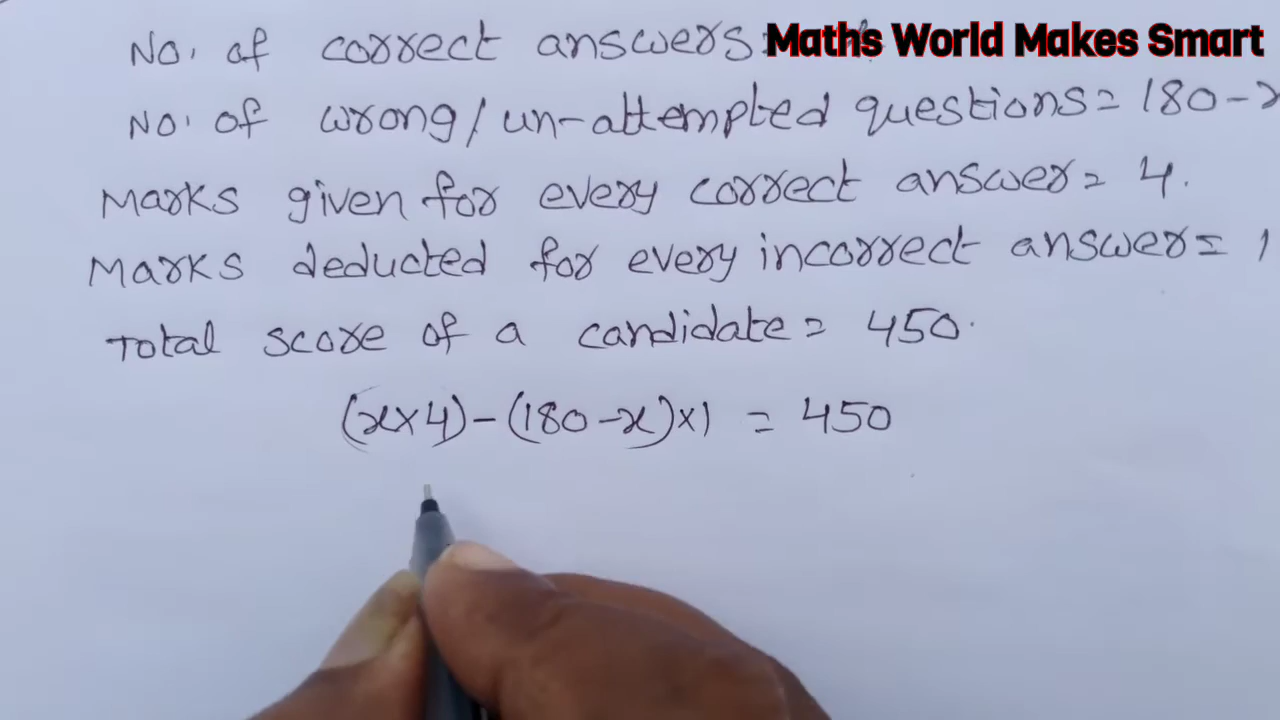 Maths World Makes Smart
No. of correct answers =
No. of wrong/un-attempted questions = 180-x
Marks given for every correct answer = 4.
Marks deducted for every incorrect answer = 1
Total score of a candidate = 450.
(x×4)-(180-x)×1 = 450